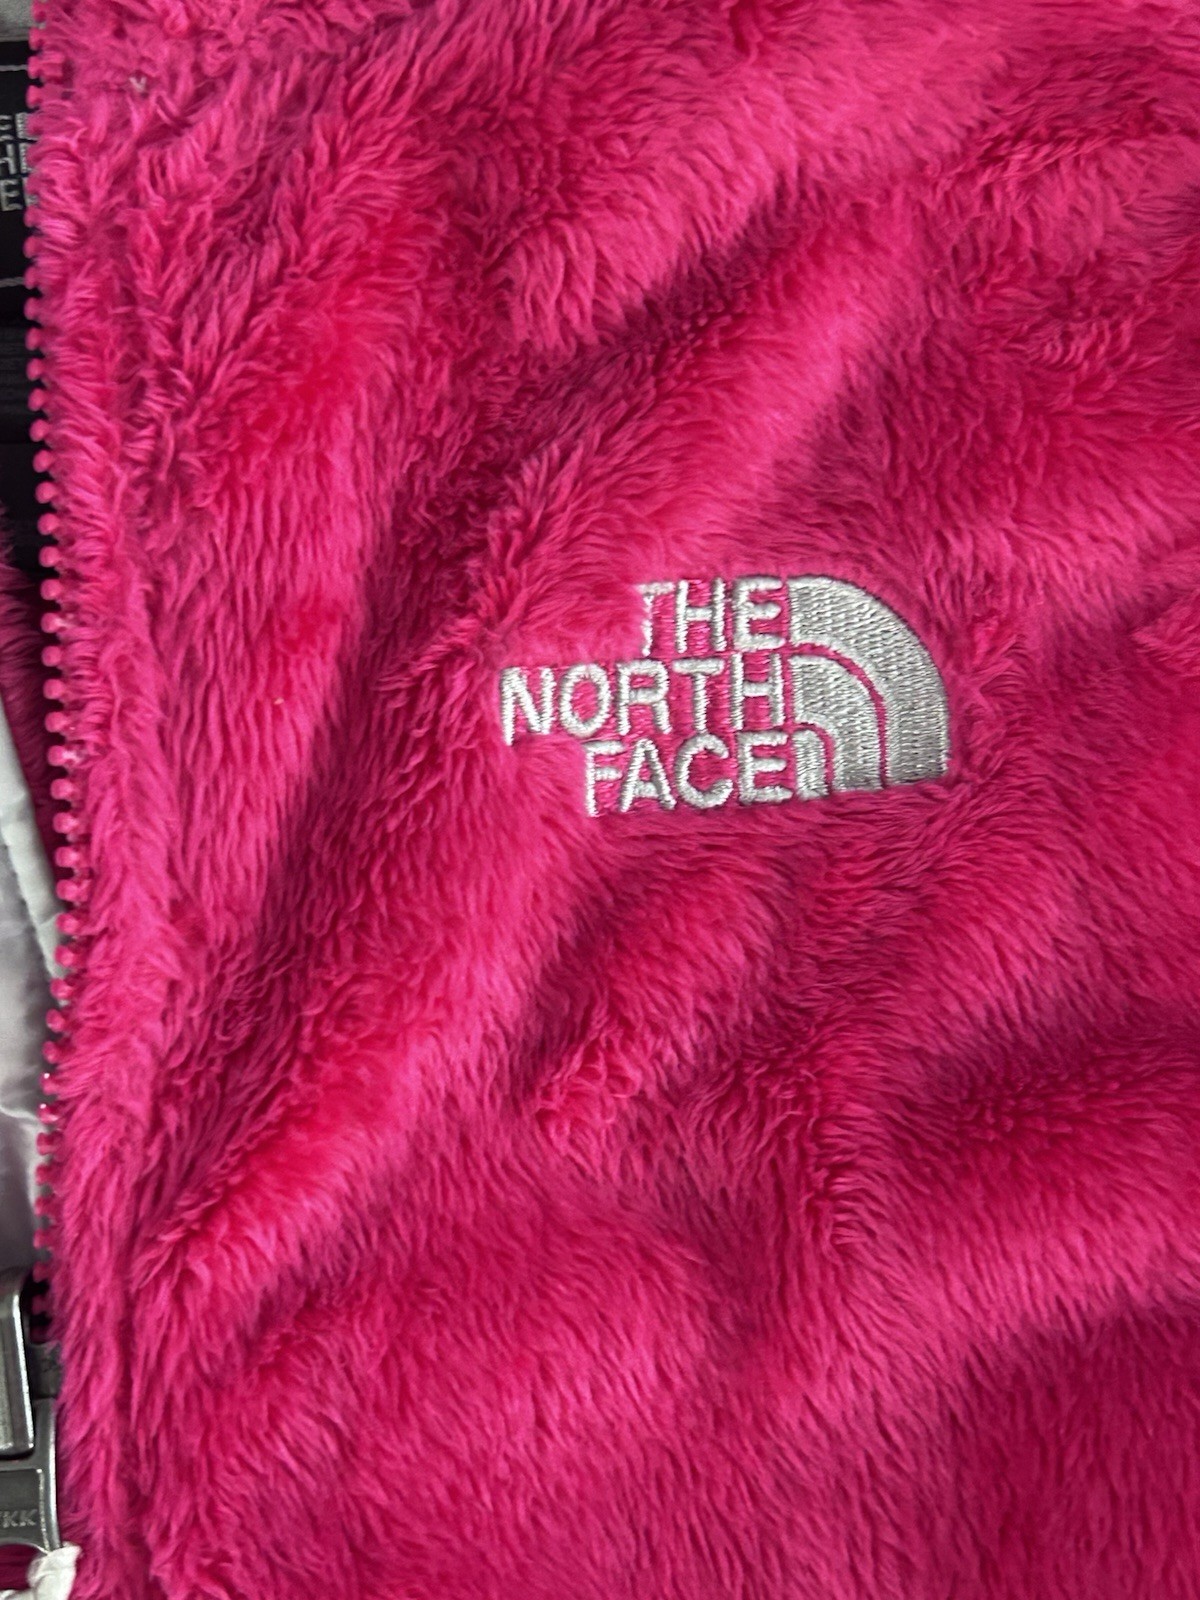 THE
NORTH
FACE
YKK